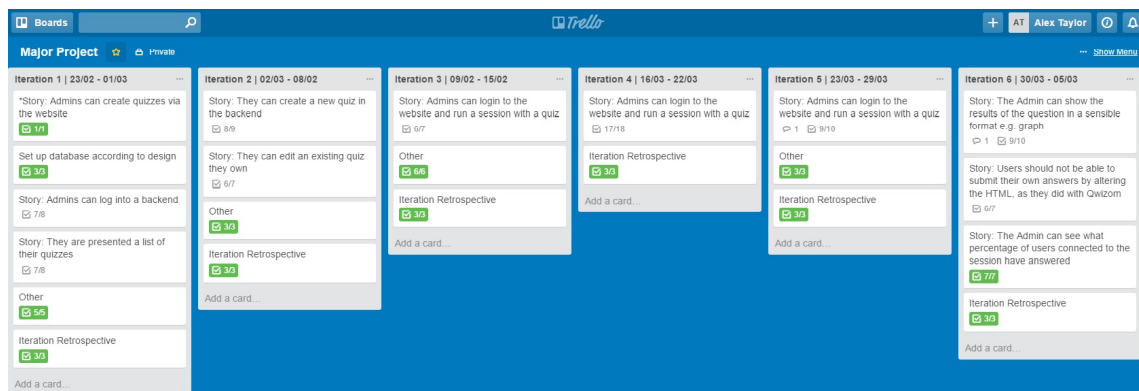 Boards
Trello
AT Alex Taylor
Major Project
Private
... Show Menu
Iteration 1 | 23/02 - 01/03 ...
*Story: Admins can create quizzes via
the website
1/1
Set up database according to design
3/3
Story: Admins can log into a backend
7/8
Story: They are presented a list of
their quizzes
7/8
Other
5/5
Iteration Retrospective
3/3
Add a card...
Iteration 2 | 02/03 - 08/02 ...
Story: They can create a new quiz in
the backend
8/9
Story: They can edit an existing quiz
they own
6/7
Other
3/3
Iteration Retrospective
3/3
Add a card...
Iteration 3 | 09/02 - 15/02 ...
Story: Admins can login to the
website and run a session with a quiz
6/7
Other
6/6
Iteration Retrospective
3/3
Add a card...
Iteration 4 | 16/03 - 22/03 ...
Story: Admins can login to the
website and run a session with a quiz
17/18
Iteration Retrospective
3/3
Add a card...
Iteration 5 | 23/03 - 29/03 ...
Story: Admins can login to the
website and run a session with a quiz
1 9/10
Other
3/3
Iteration Retrospective
3/3
Add a card...
Iteration 6 | 30/03 - 05/03 ...
Story: The Admin can show the
results of the question in a sensible
format e.g. graph
1 9/10
Story: Users should not be able to
submit their own answers by altering
the HTML, as they did with Qwizom
6/7
Story: The Admin can see what
percentage of users connected to the
session have answered
7/7
Iteration Retrospective
3/3
Add a card...